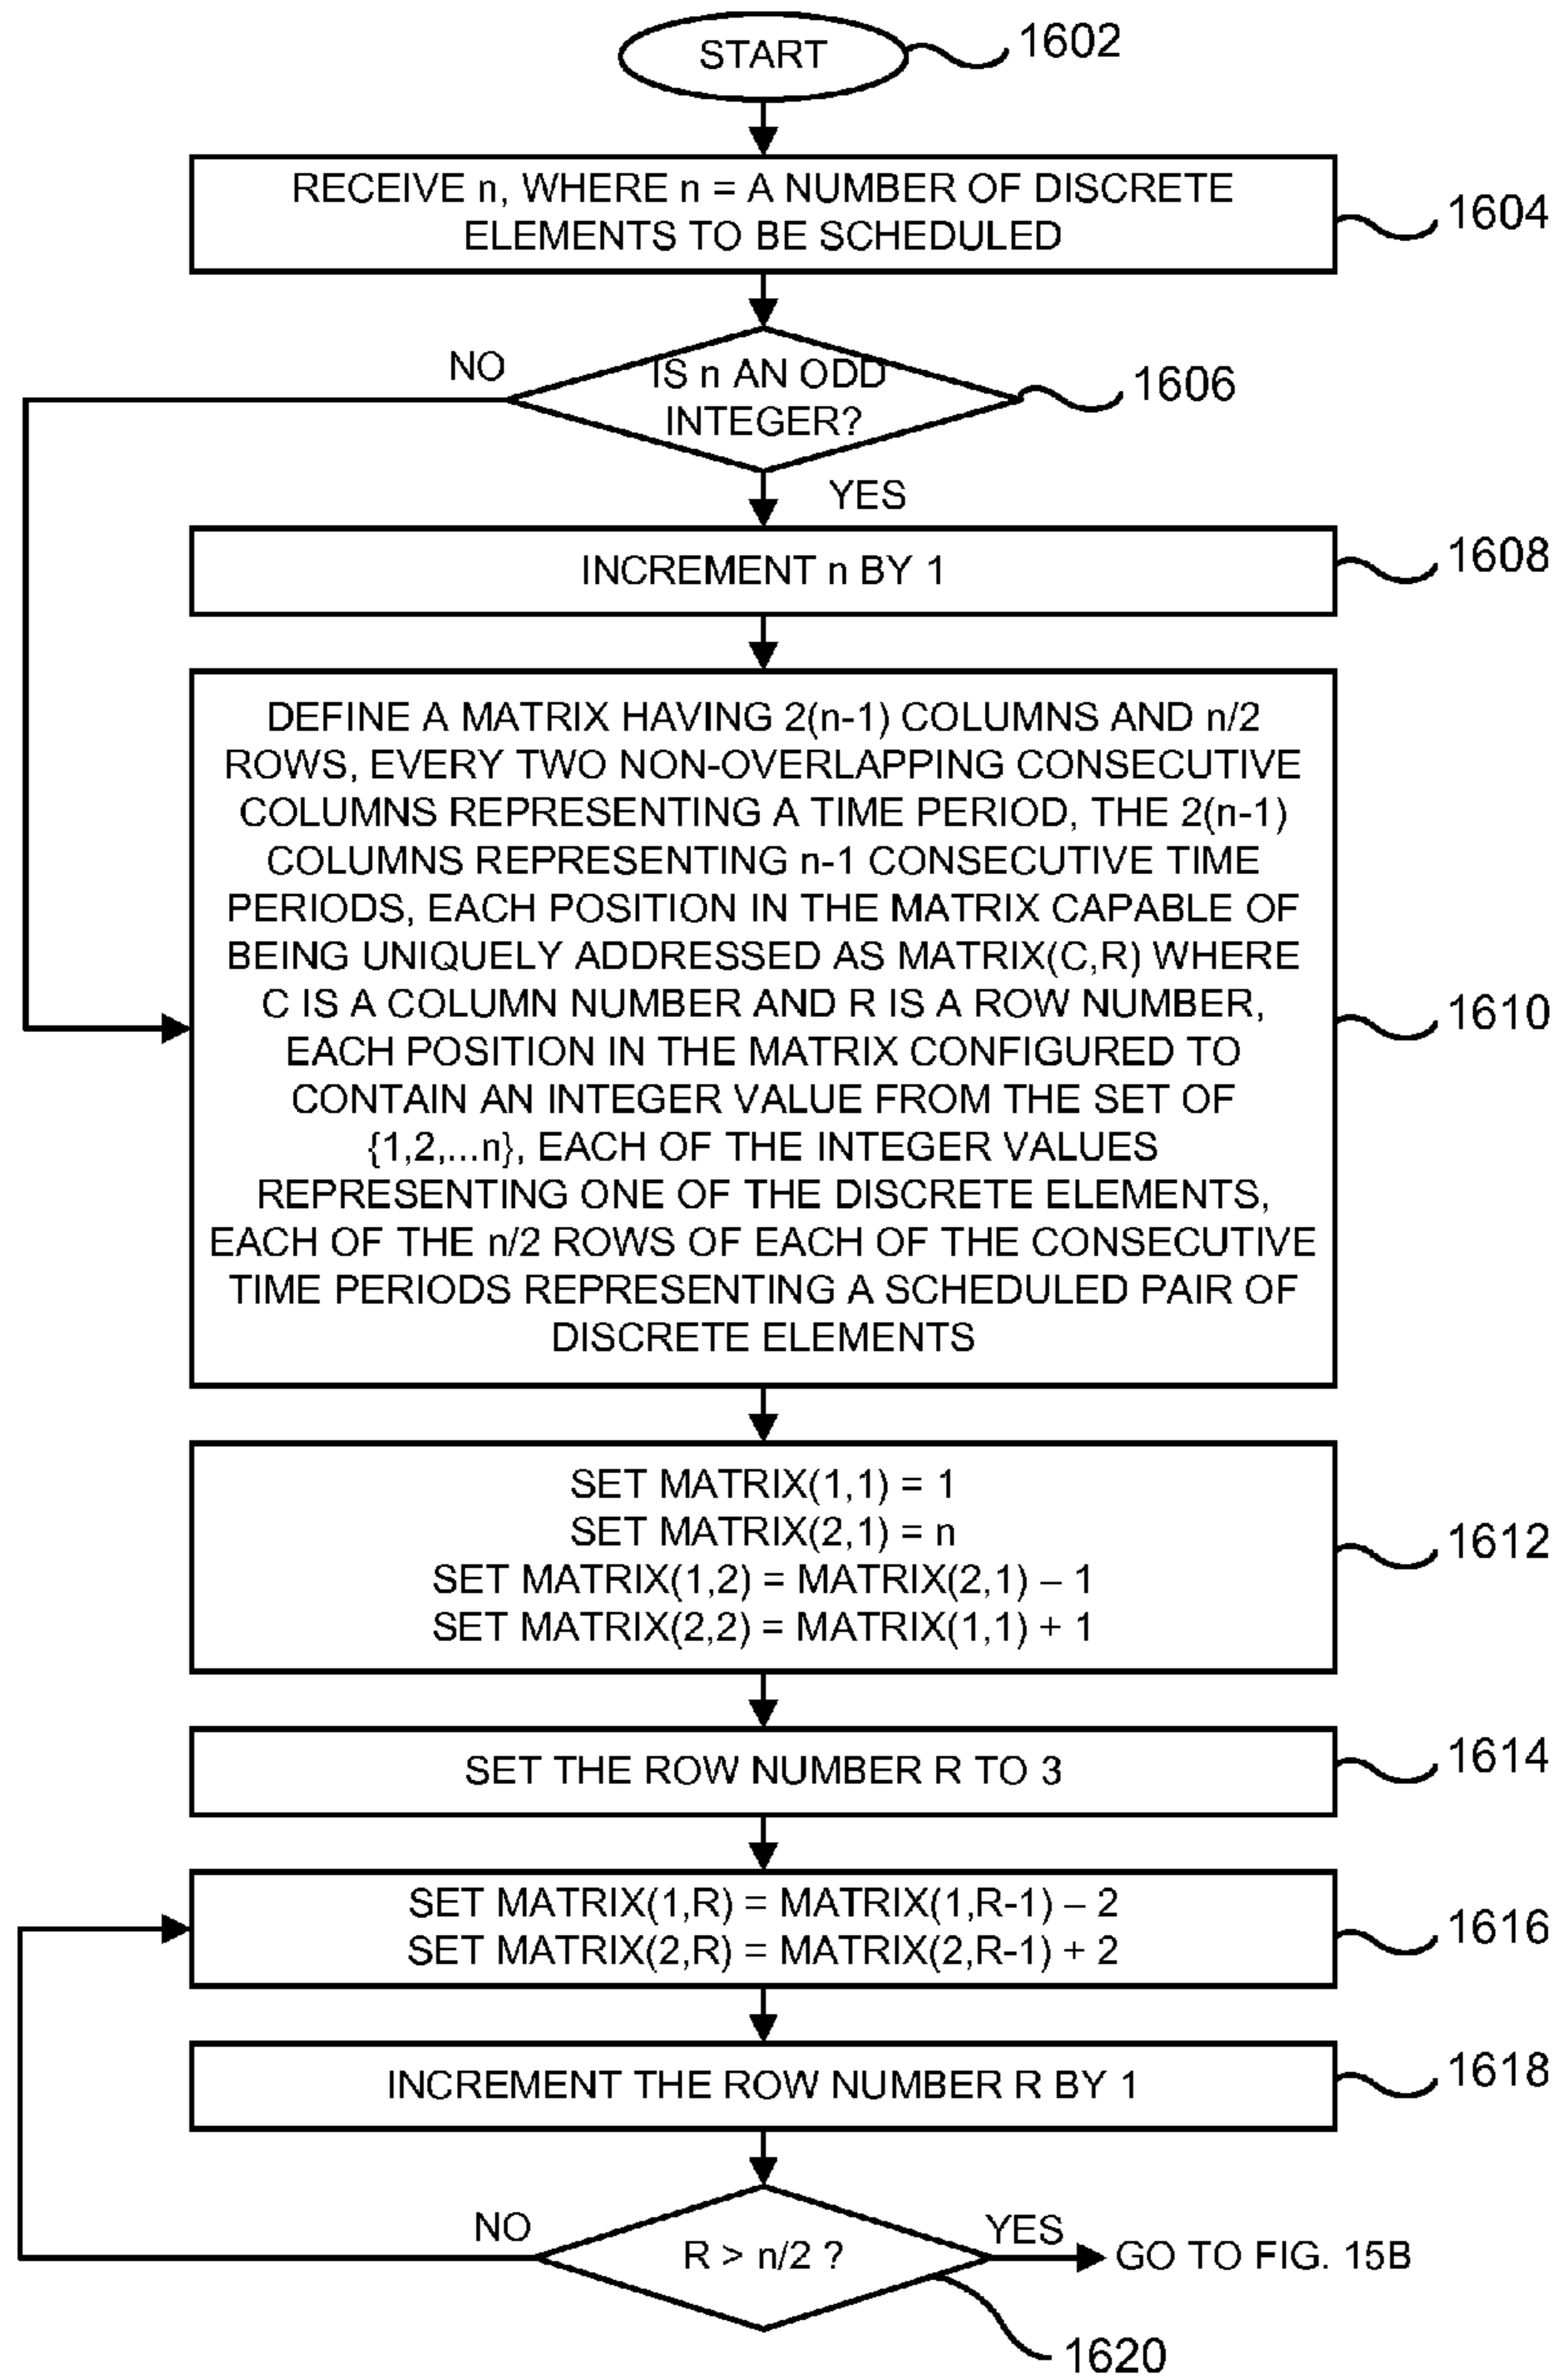 START
1602
RECEIVE n, WHERE n = A NUMBER OF DISCRETE
ELEMENTS TO BE SCHEDULED
1604
NO
IS n AN ODD
INTEGER?
1606
YES
INCREMENT n BY 1
1608
DEFINE A MATRIX HAVING 2(n-1) COLUMNS AND n/2
ROWS, EVERY TWO NON-OVERLAPPING CONSECUTIVE
COLUMNS REPRESENTING A TIME PERIOD, THE 2(n-1)
COLUMNS REPRESENTING n-1 CONSECUTIVE TIME
PERIODS, EACH POSITION IN THE MATRIX CAPABLE OF
BEING UNIQUELY ADDRESSED AS MATRIX(C,R) WHERE
C IS A COLUMN NUMBER AND R IS A ROW NUMBER,
EACH POSITION IN THE MATRIX CONFIGURED TO
CONTAIN AN INTEGER VALUE FROM THE SET OF
{1,2,...n}, EACH OF THE INTEGER VALUES
REPRESENTING ONE OF THE DISCRETE ELEMENTS,
EACH OF THE n/2 ROWS OF EACH OF THE CONSECUTIVE
TIME PERIODS REPRESENTING A SCHEDULED PAIR OF
DISCRETE ELEMENTS
1610
SET MATRIX(1,1) = 1
SET MATRIX(2,1) = n
SET MATRIX(1,2) = MATRIX(2,1) – 1
SET MATRIX(2,2) = MATRIX(1,1) + 1
1612
SET THE ROW NUMBER R TO 3
1614
SET MATRIX(1,R) = MATRIX(1,R-1) – 2
SET MATRIX(2,R) = MATRIX(2,R-1) + 2
1616
INCREMENT THE ROW NUMBER R BY 1
1618
NO
R > n/2 ?
YES
GO TO FIG. 15B
1620